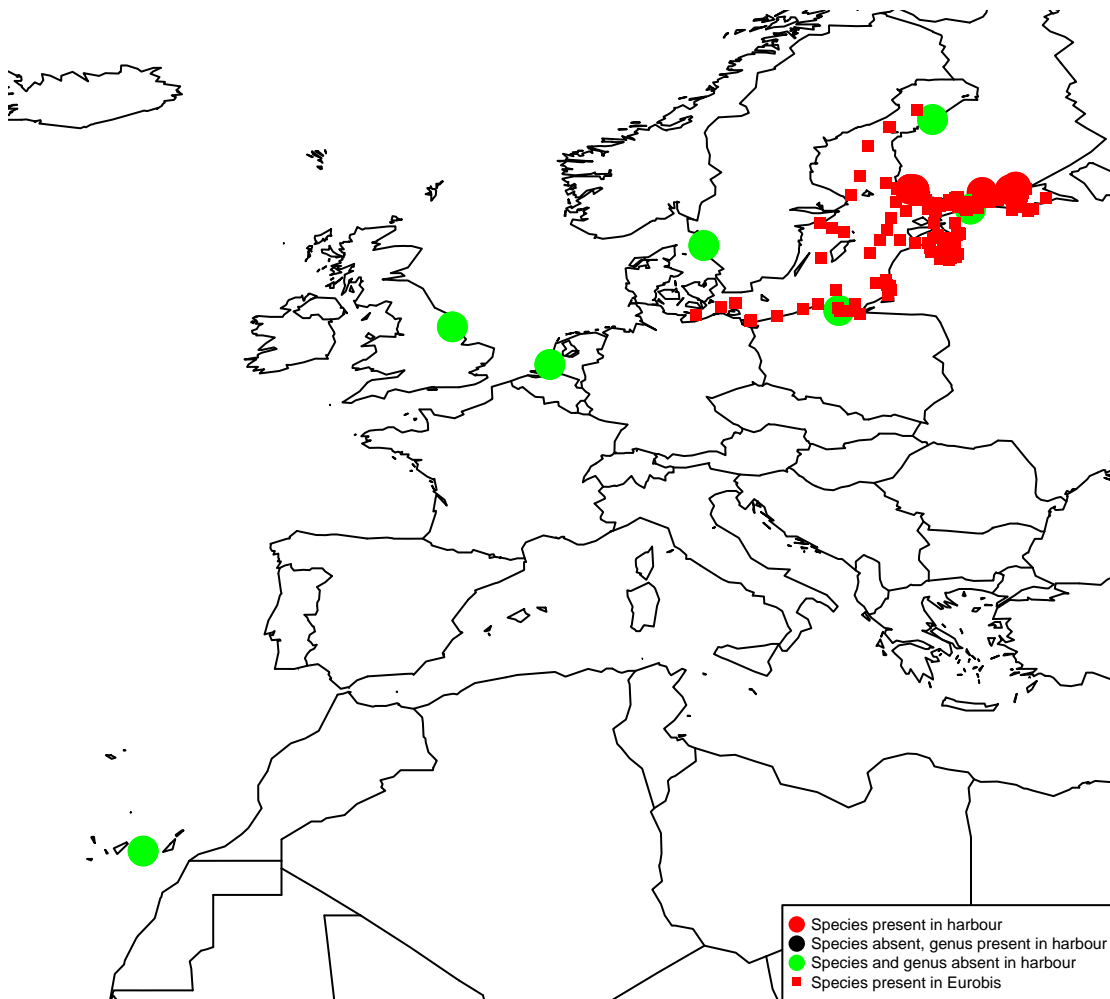 Species present in harbour
Species absent, genus present in harbour
Species and genus absent in harbour
Species present in Eurobis